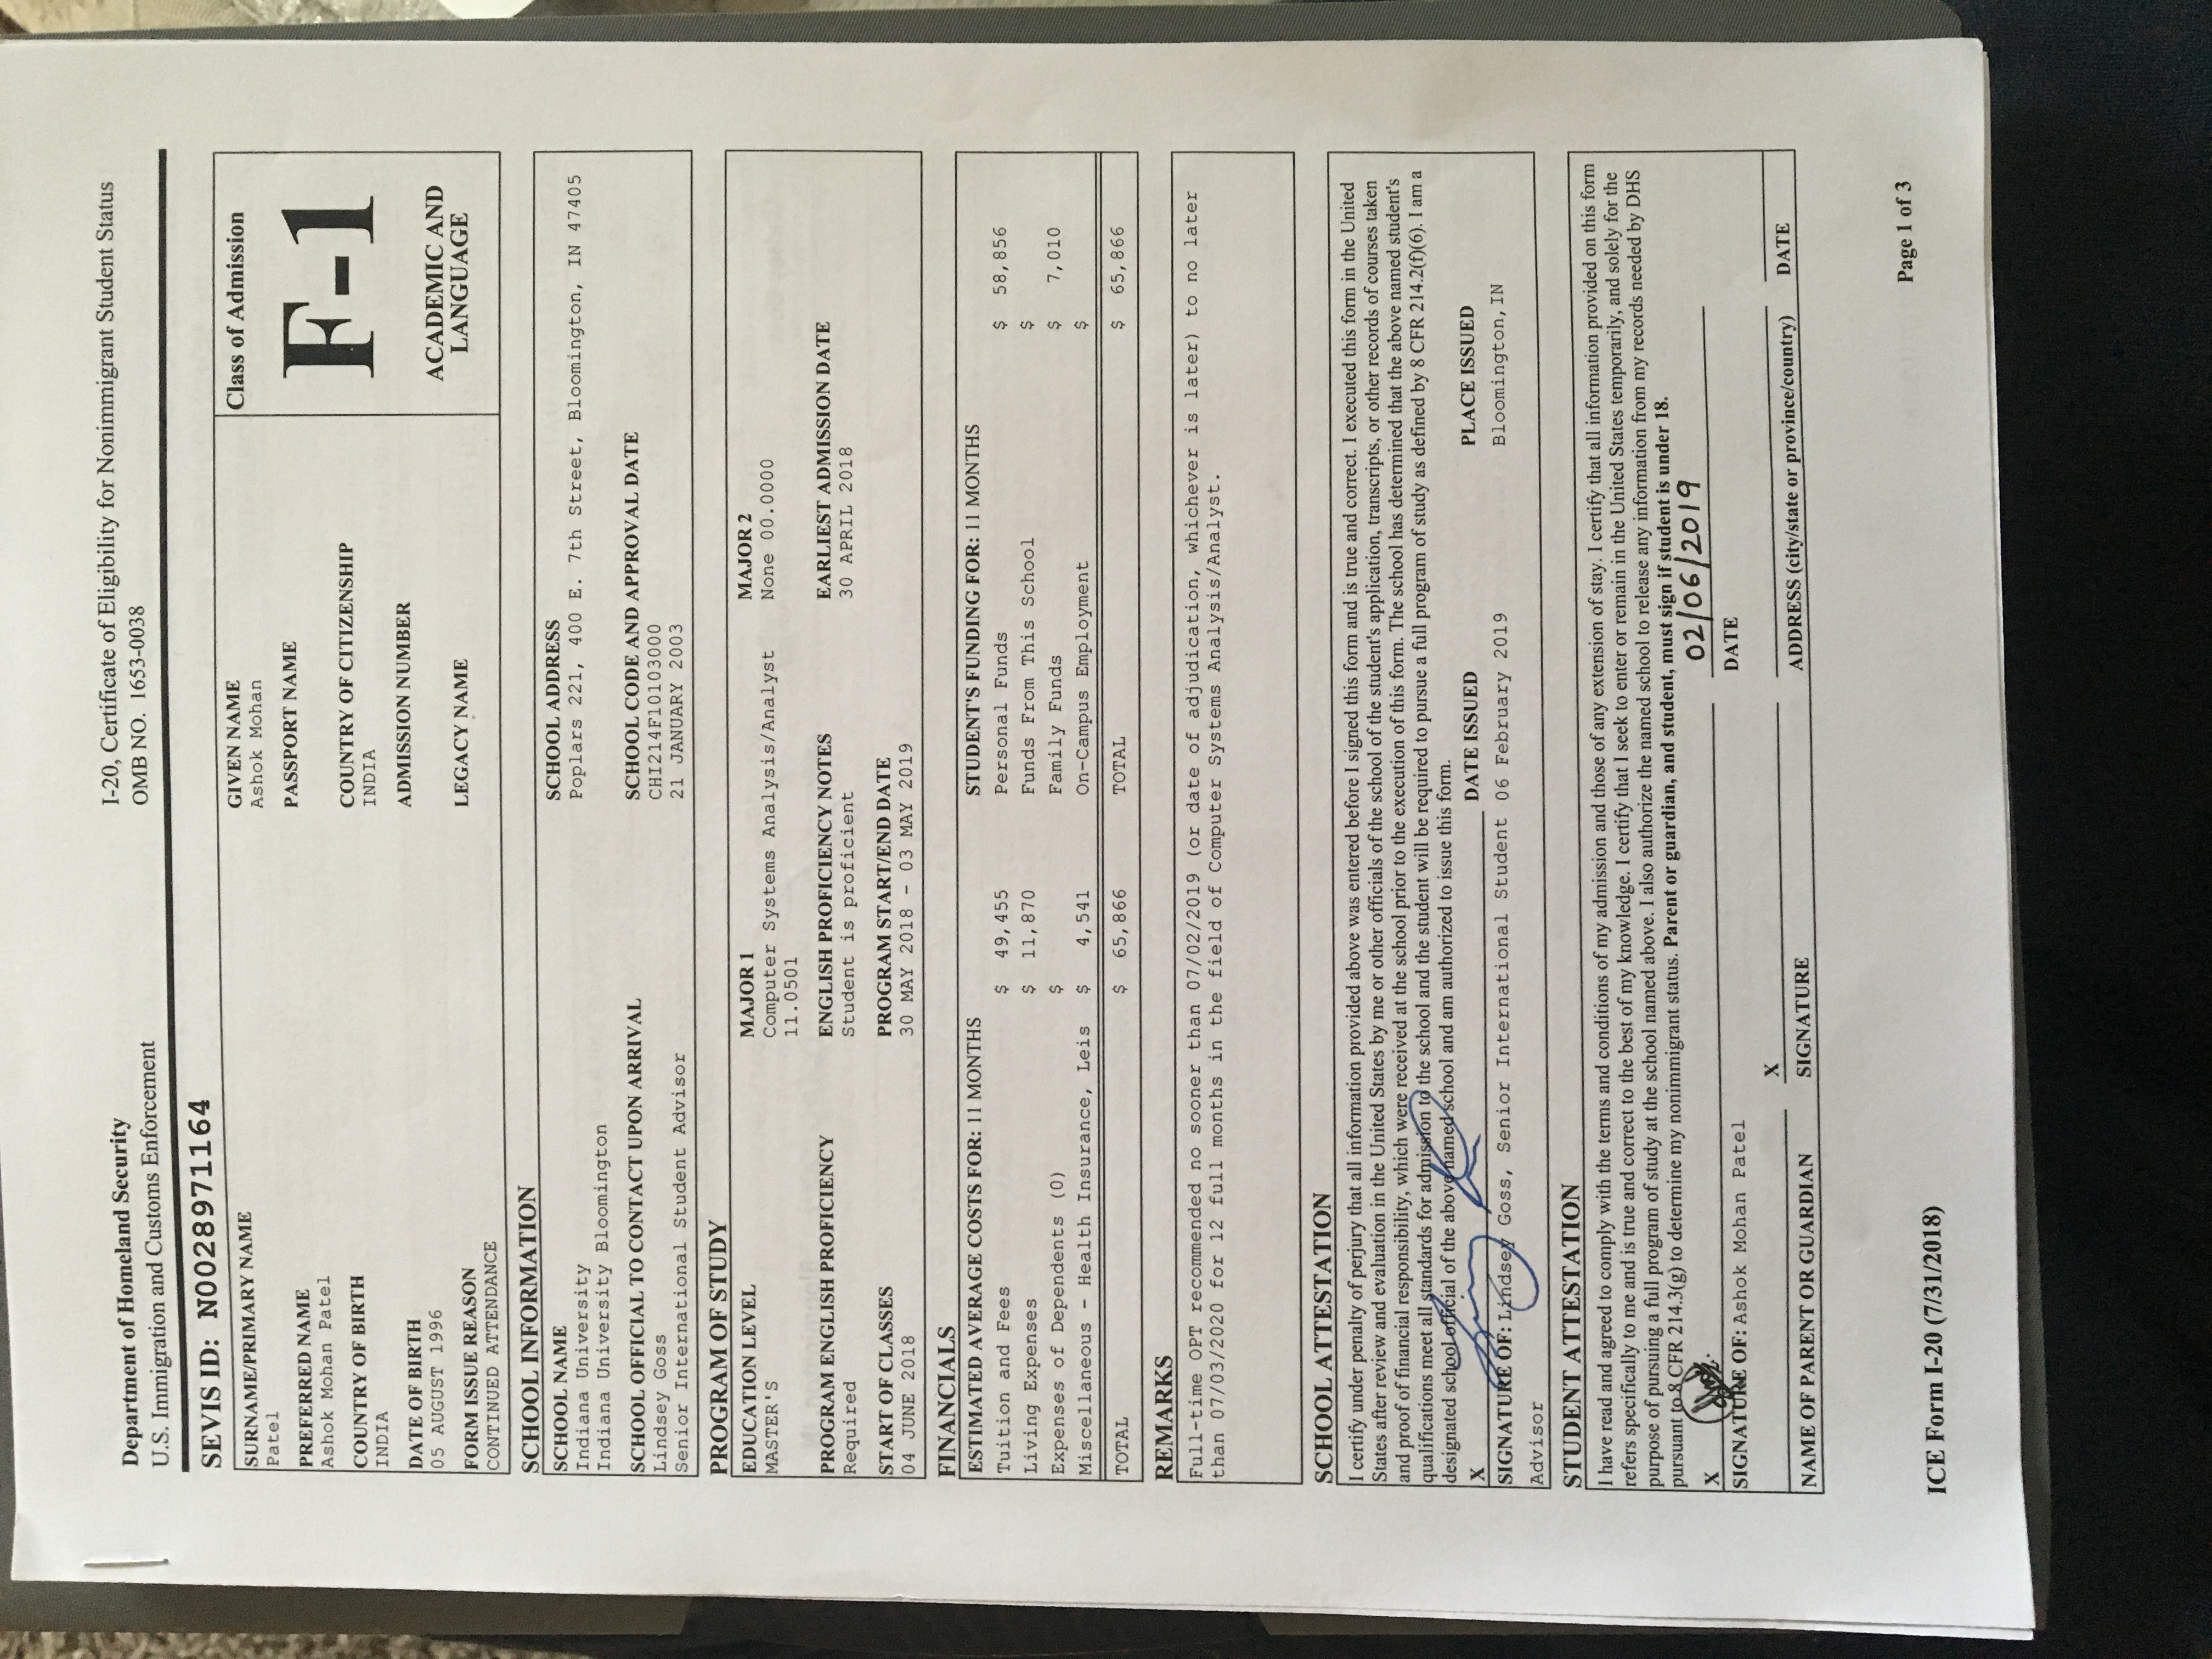 Department of Homeland Security
U.S. Immigration and Customs Enforcement
I-20, Certificate of Eligibility for Nonimmigrant Student Status
OMB NO. 1653-0038
SEVIS ID: N0028971164
SURNAME/PRIMARY NAME
Patel
GIVEN NAME
Ashok Mohan
Class of Admission
PREFERRED NAME
Ashok Mohan Patel
PASSPORT NAME
F-1
COUNTRY OF BIRTH
INDIA
COUNTRY OF CITIZENSHIP
INDIA
DATE OF BIRTH
05 AUGUST 1996
ADMISSION NUMBER
ACADEMIC AND
LANGUAGE
FORM ISSUE REASON
CONTINUED ATTENDANCE
LEGACY NAME
SCHOOL INFORMATION
SCHOOL NAME
Indiana University
Indiana University Bloomington
SCHOOL ADDRESS
Poplars 221, 400 E. 7th Street, Bloomington, IN 47405
SCHOOL OFFICIAL TO CONTACT UPON ARRIVAL
Lindsey Goss
Senior International Student Advisor
SCHOOL CODE AND APPROVAL DATE
CHI214F10103000
21 JANUARY 2003
PROGRAM OF STUDY
EDUCATION LEVEL
MASTER'S
MAJOR 1
Computer Systems Analysis/Analyst
11.0501
MAJOR 2
None 00.0000
PROGRAM ENGLISH PROFICIENCY
Required
ENGLISH PROFICIENCY NOTES
Student is proficient
EARLIEST ADMISSION DATE
30 APRIL 2018
START OF CLASSES
04 JUNE 2018
PROGRAM START/END DATE
30 MAY 2018 - 03 MAY 2019
FINANCIALS
ESTIMATED AVERAGE COSTS FOR: 11 MONTHS
Tuition and Fees $ 49,455
Living Expenses $ 11,870
Expenses of Dependents (0) $
Miscellaneous - Health Insurance, Leis $ 4,541
TOTAL $ 65,866
STUDENT'S FUNDING FOR: 11 MONTHS
Personal Funds $ 58,856
Funds From This School $
Family Funds $ 7,010
On-Campus Employment $
TOTAL $ 65,866
REMARKS
Full-time OPT recommended no sooner than 07/02/2019 (or date of adjudication, whichever is later) to no later
than 07/03/2020 for 12 full months in the field of Computer Systems Analysis/Analyst.
SCHOOL ATTESTATION
I certify under penalty of perjury that all information provided above was entered before I signed this form and is true and correct. I executed this form in the United
States after review and evaluation in the United States by me or other officials of the school of the student's application, transcripts, or other records of courses taken
and proof of financial responsibility, which were received at the school prior to the execution of this form. The school has determined that the above named student's
qualifications meet all standards for admission to the school and the student will be required to pursue a full program of study as defined by 8 CFR 214.2(f)(6). I am a
designated school official of the above named school and am authorized to issue this form.
X
SIGNATURE OF: Lindsey Goss, Senior International Student
Advisor
DATE ISSUED
06 February 2019
PLACE ISSUED
Bloomington, IN
STUDENT ATTESTATION
I have read and agreed to comply with the terms and conditions of my admission and those of any extension of stay. I certify that all information provided on this form
refers specifically to me and is true and correct to the best of my knowledge. I certify that I seek to enter or remain in the United States temporarily, and solely for the
purpose of pursuing a full program of study at the school named above. I also authorize the named school to release any information from my records needed by DHS
pursuant to 8 CFR 214.3(g) to determine my nonimmigrant status. Parent or guardian, and student, must sign if student is under 18.
X
02/06/2019
SIGNATURE OF: Ashok Mohan Patel
DATE
X
NAME OF PARENT OR GUARDIAN
SIGNATURE
ADDRESS (city/state or province/country)
DATE
ICE Form I-20 (7/31/2018)
Page 1 of 3